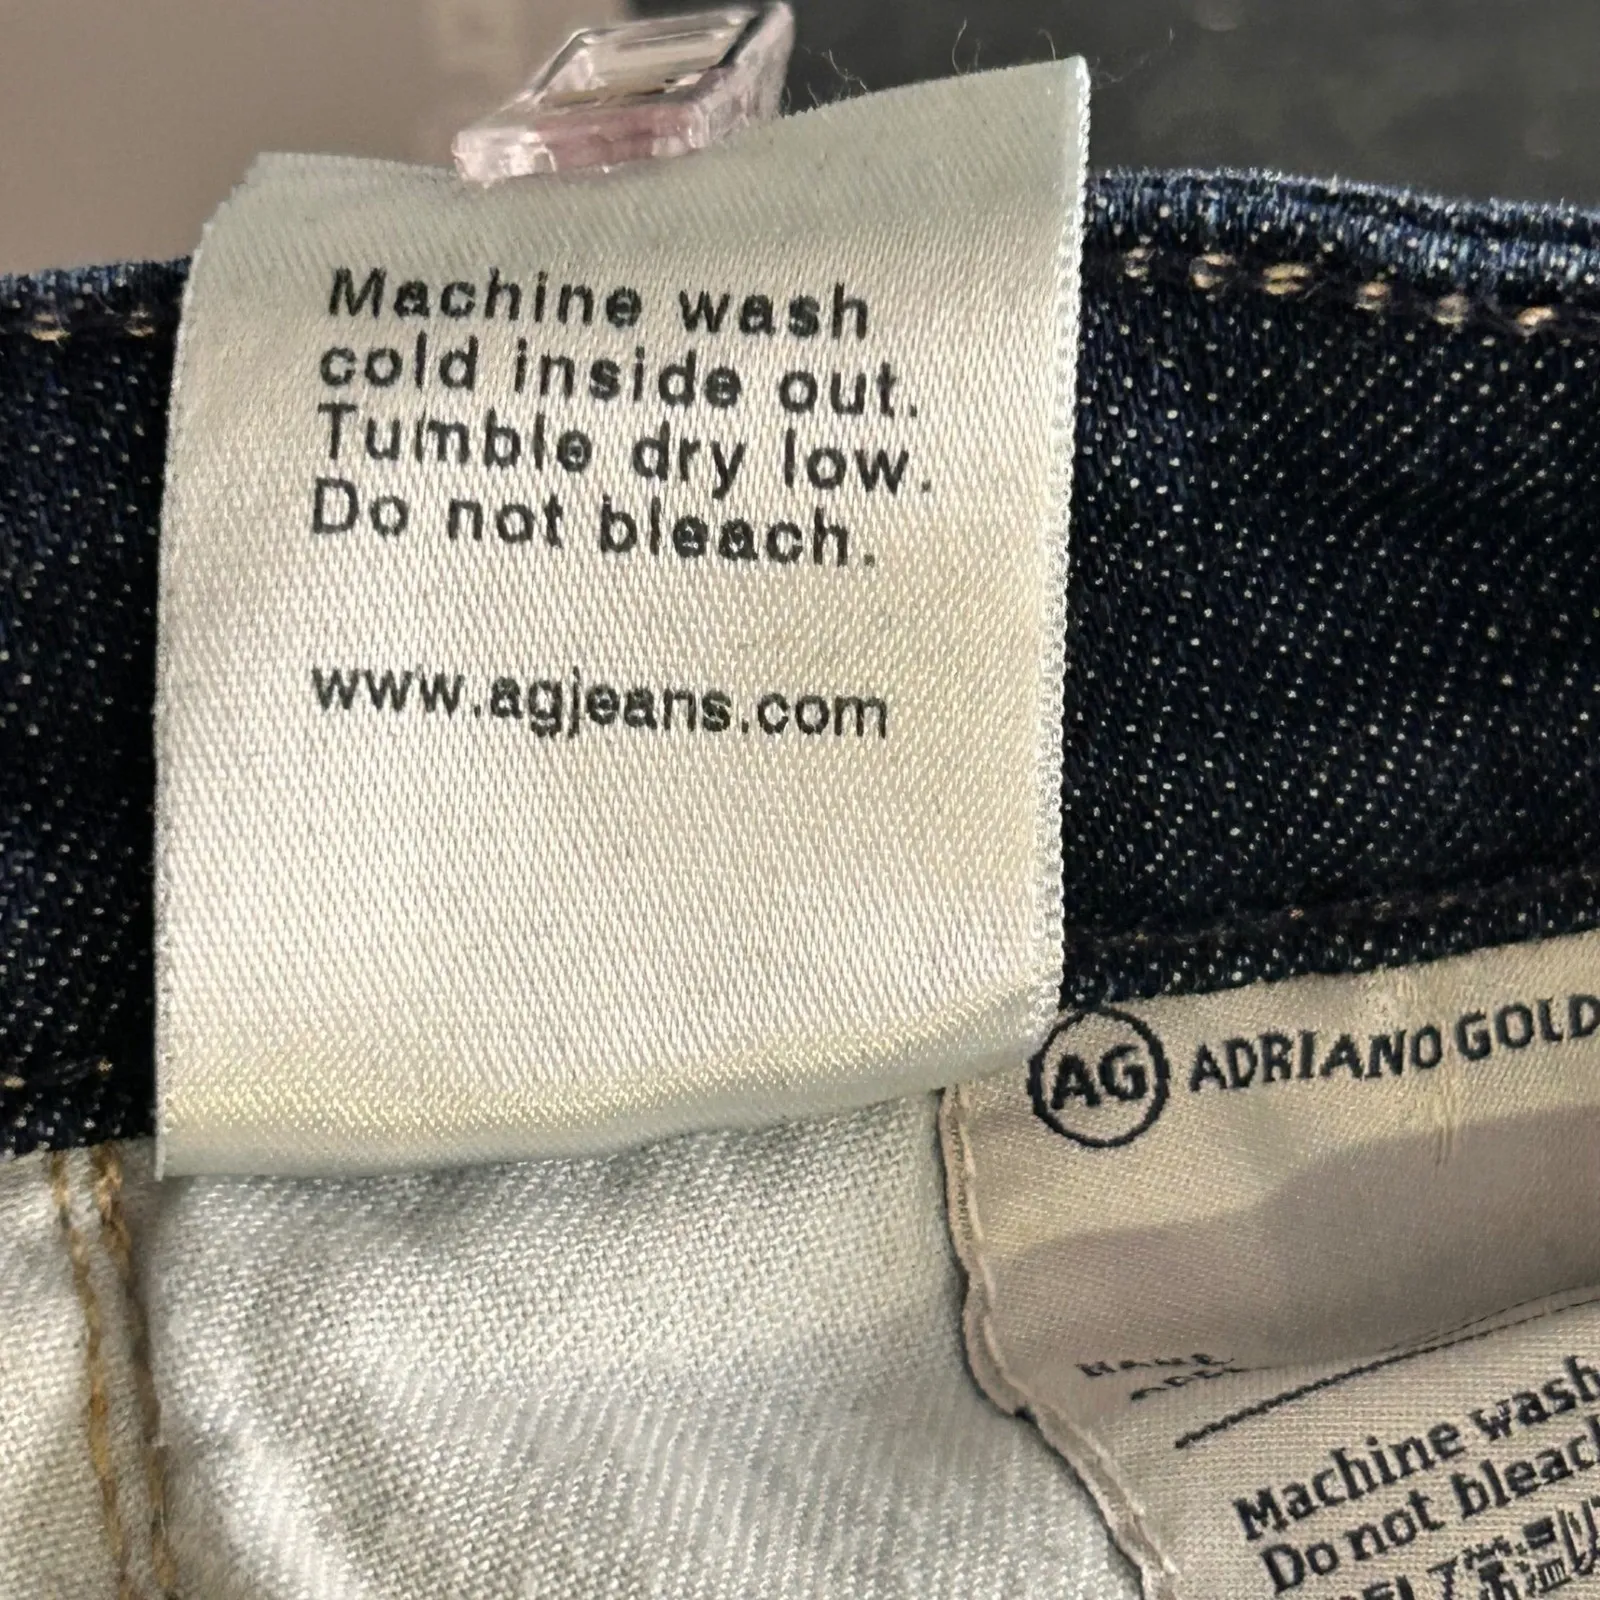 Machine wash
cold inside out.
Tumble dry low.
Do not bleach.
www.agjeans.com
AG ADRIANO GOLD
Machine wash
Do not bleach